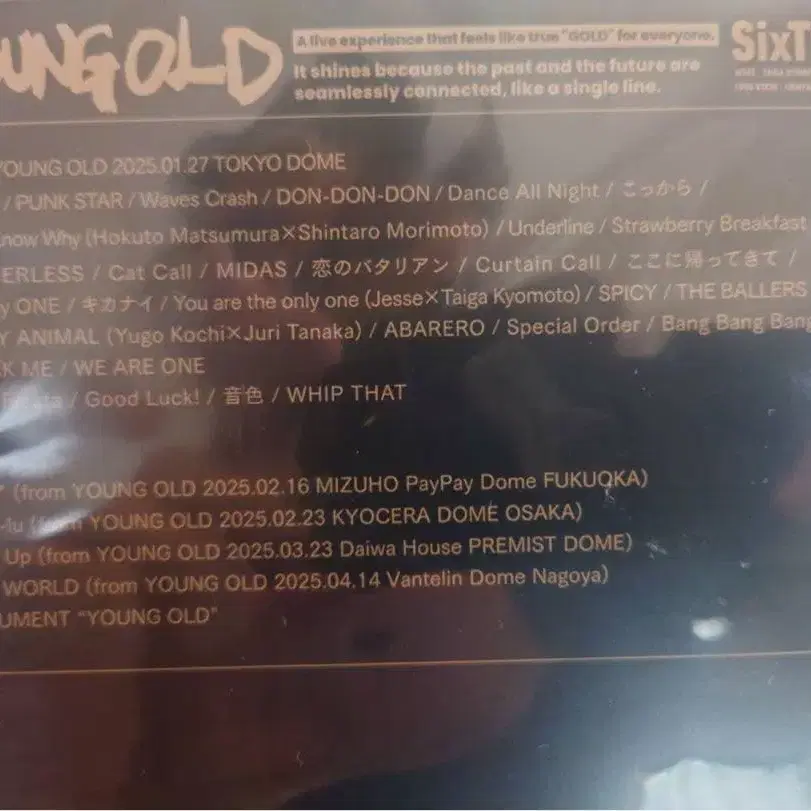 UNG OLD
A live experience that feels like true "GOLD" for everyone.
It shines because the past and the future are
seamlessly connected, like a single line.
SixT
YOUNG OLD 2025.01.27 TOKYO DOME
/ PUNK STAR / Waves Crash / DON-DON-DON / Dance All Night / こっから /
now Why (Hokuto Matsumura×Shintaro Morimoto) / Underline / Strawberry Breakfast
ERLESS / Cat Call / MIDAS / 恋のバタリアン / Curtain Call / ここに帰ってきて /
y ONE / キカナイ / You are the only one (Jesse×Taiga Kyomoto) / SPICY / THE BALLERS
Y ANIMAL (Yugo Kochi×Juri Tanaka) / ABARERO / Special Order / Bang Bang Ban
K ME / WE ARE ONE
/ Good Luck! / 音色 / WHIP THAT
(from YOUNG OLD 2025.02.16 MIZUHO PayPay Dome FUKUOKA)
YOUNG OLD 2025.02.23 KYOCERA DOME OSAKA)
Up (from YOUNG OLD 2025.03.23 Daiwa House PREMIST DOME)
WORLD (from YOUNG OLD 2025.04.14 Vantelin Dome Nagoya)
UMENT "YOUNG OLD"